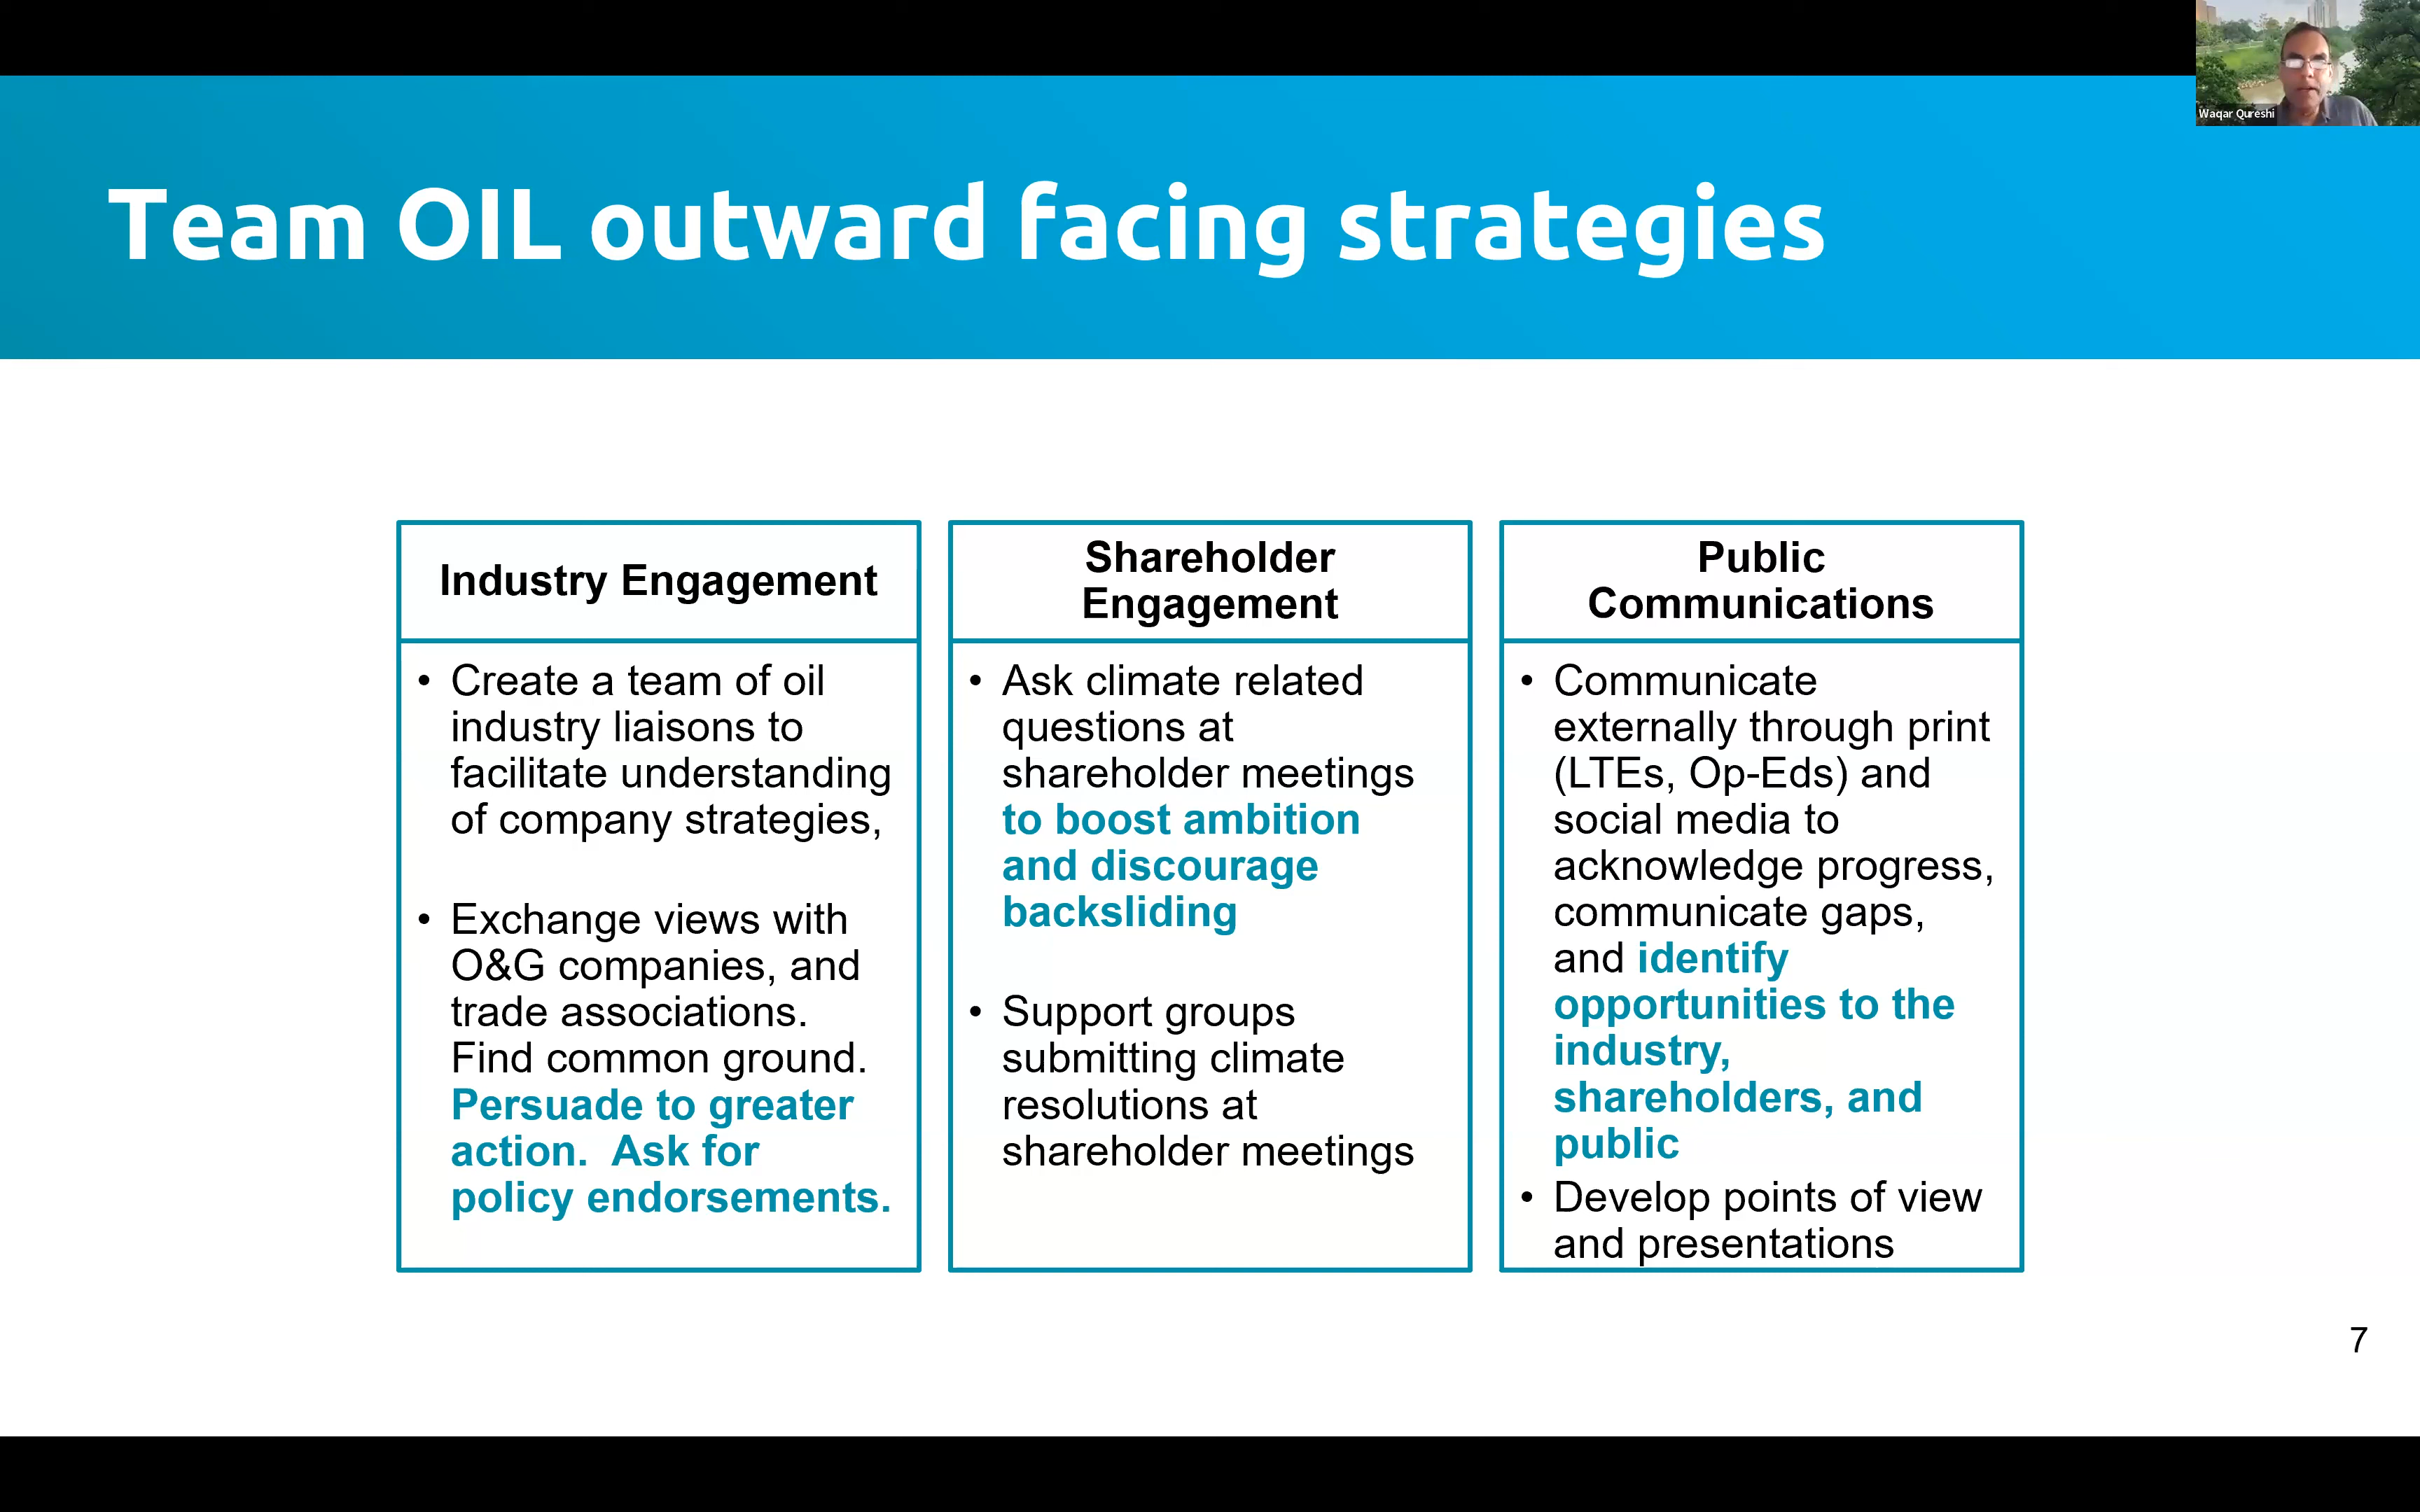 Waqar Qureshi
Team OIL outward facing strategies
Industry Engagement
• Create a team of oil
industry liaisons to
facilitate understanding
of company strategies,
• Exchange views with
O&G companies, and
trade associations.
Find common ground.
Persuade to greater
action.  Ask for
policy endorsements.
Shareholder
Engagement
• Ask climate related
questions at
shareholder meetings
to boost ambition
and discourage
backsliding
• Support groups
submitting climate
resolutions at
shareholder meetings
Public
Communications
• Communicate
externally through print
(LTEs, Op-Eds) and
social media to
acknowledge progress,
communicate gaps,
and identify
opportunities to the
industry,
shareholders, and
public
• Develop points of view
and presentations
7